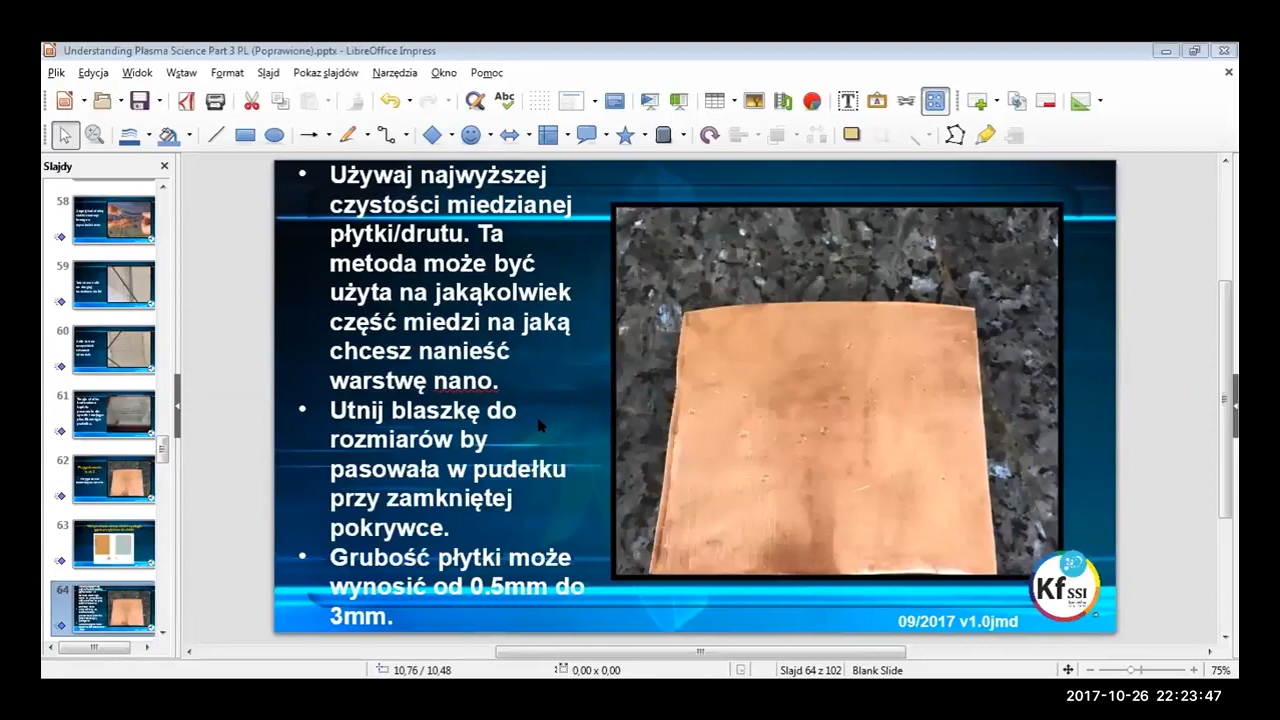 Understanding Plasma Science Part 3 PL (Poprawione).pptx - LibreOffice Impress
Plik Edycja Widok Wstaw Format Slajd Pokaz slajdów Narzędzia Okno Pomoc
Abc
Slajdy
58
59
60
61
62
63
64
• Używaj najwyższej
czystości miedzianej
płytki/drutu. Ta
metoda może być
użyta na jakąkolwiek
część miedzi na jaką
chcesz nanieść
warstwę nano.
• Utnij blaszkę do
rozmiarów by
pasowała w pudełku
przy zamkniętej
pokrywce.
• Grubość płytki może
wynosić od 0.5mm do
3mm.
Kf SSI
09/2017 v1.0jmd
10,76 / 10,48 0,00 x 0,00 Slajd 64 z 102 Blank Slide 75%
2017-10-26 22:23:47